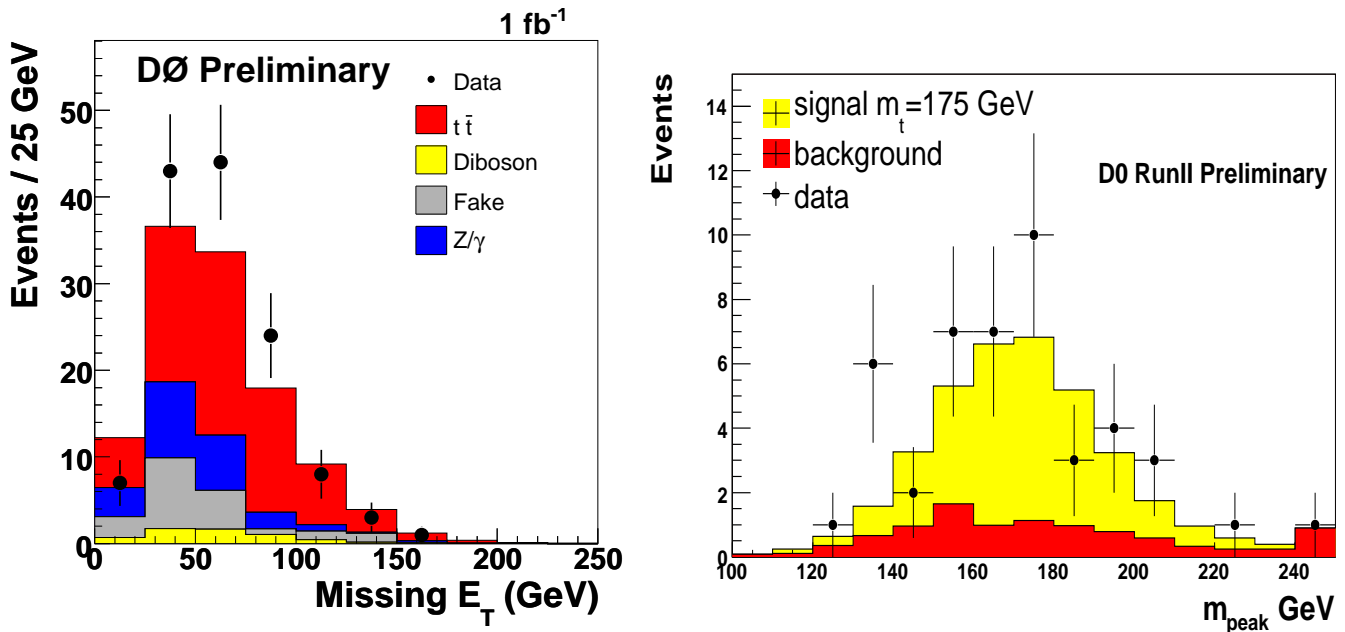 1 fb⁻¹
DØ Preliminary
Data
t t̄
Diboson
Fake
Z/γ
Events / 25 GeV
50
40
30
20
10
0
0 50 100 150 200 250
Missing E_T (GeV)
signal m_t=175 GeV
background
data
D0 RunII Preliminary
Events
14
12
10
8
6
4
2
0
100 120 140 160 180 200 220 240
m_peak GeV